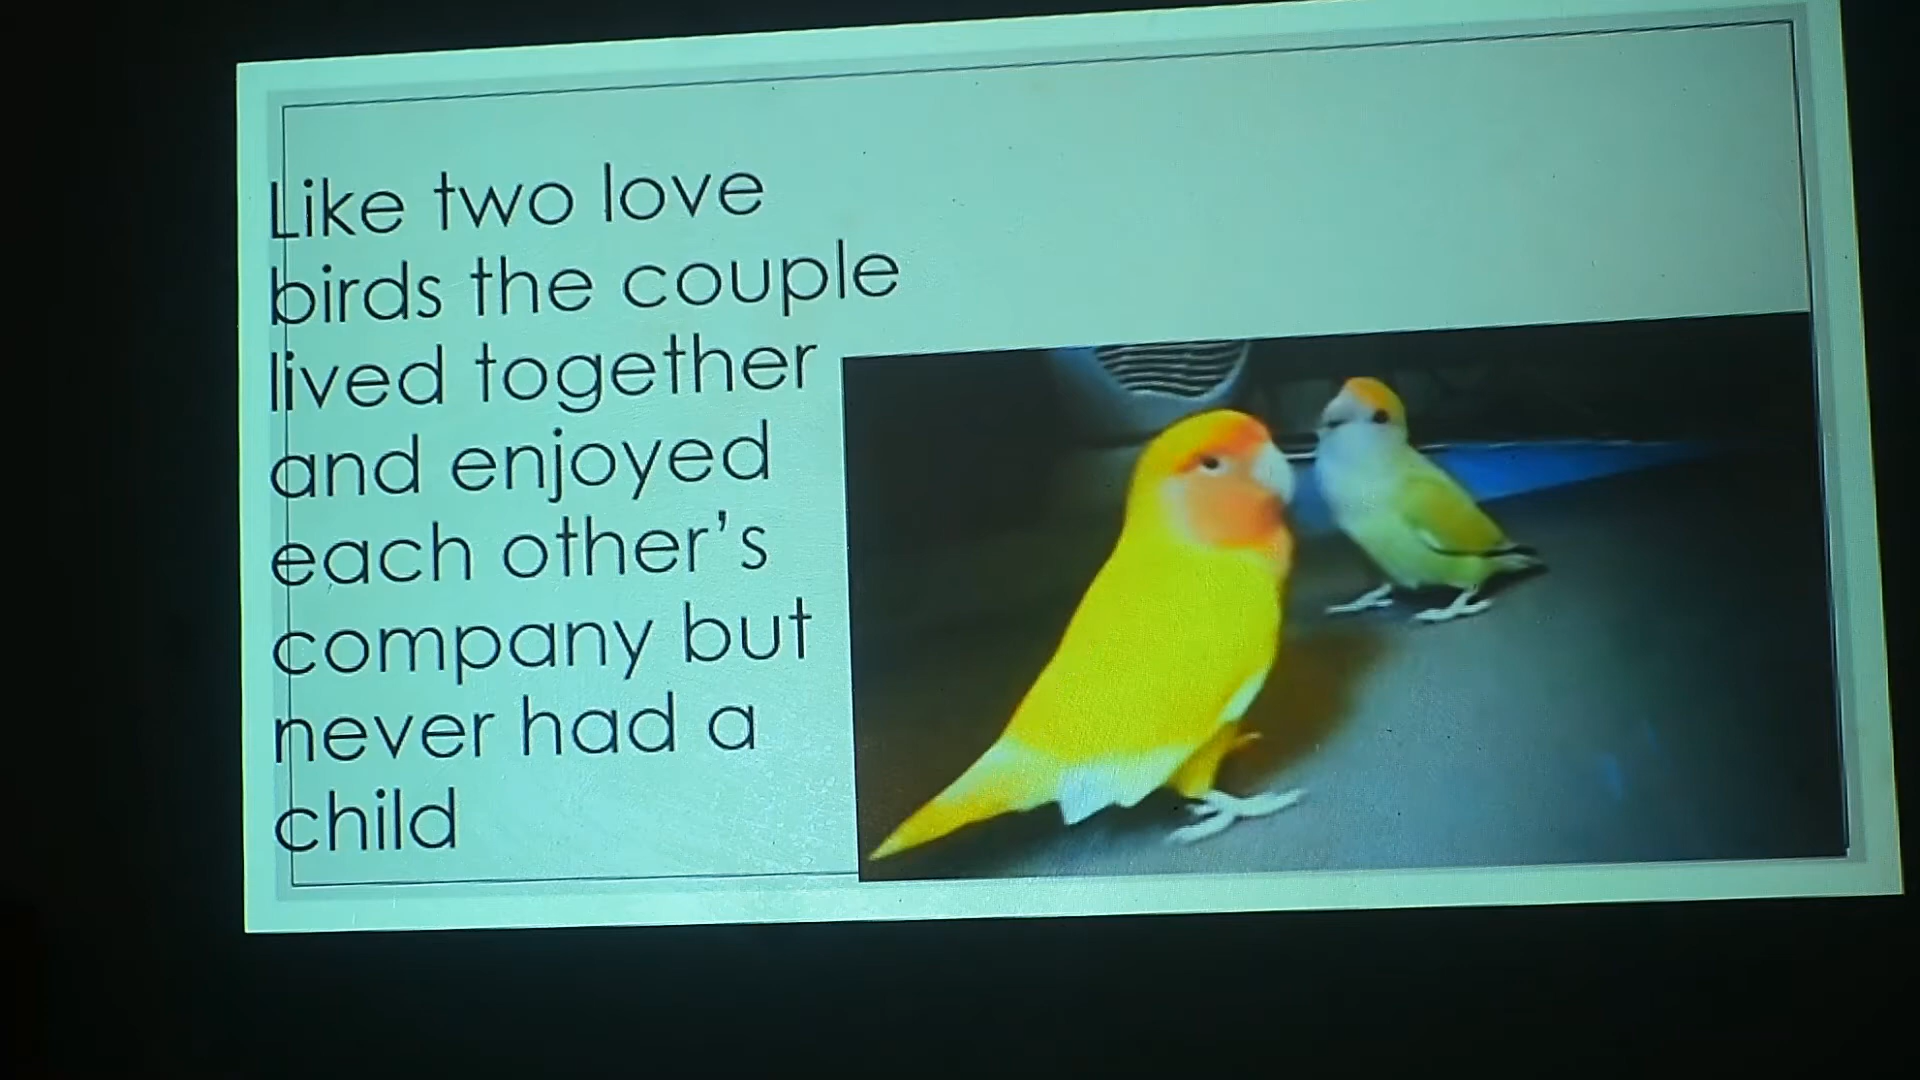 Like two love
birds the couple
lived together
and enjoyed
each other's
company but
never had a
child